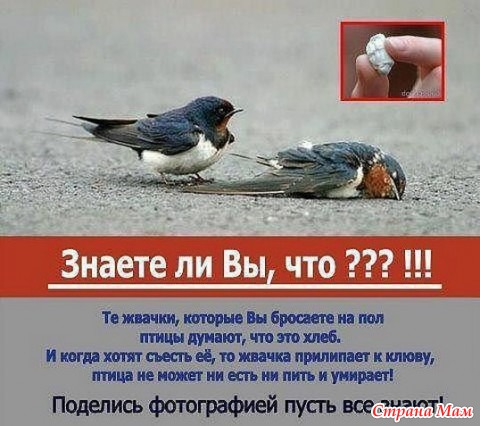 Знаете ли Вы, что ??? !!!
Те жвачки, которые Вы бросаете на пол
птицы думают, что это хлеб.
И когда хотят съесть её, то жвачка прилипает к клюву,
птица не может ни есть ни пить и умирает!
Поделись фотографией пусть все знают!
Страна Мам